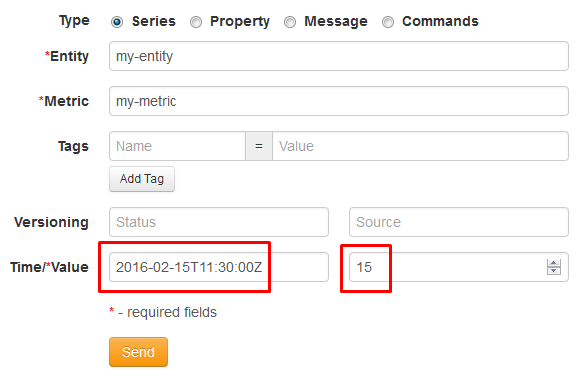 Type Series Property Message Commands
*Entity my-entity
*Metric my-metric
Tags Name = Value
Add Tag
Versioning Status Source
Time/*Value 2016-02-15T11:30:00Z 15
* - required fields
Send